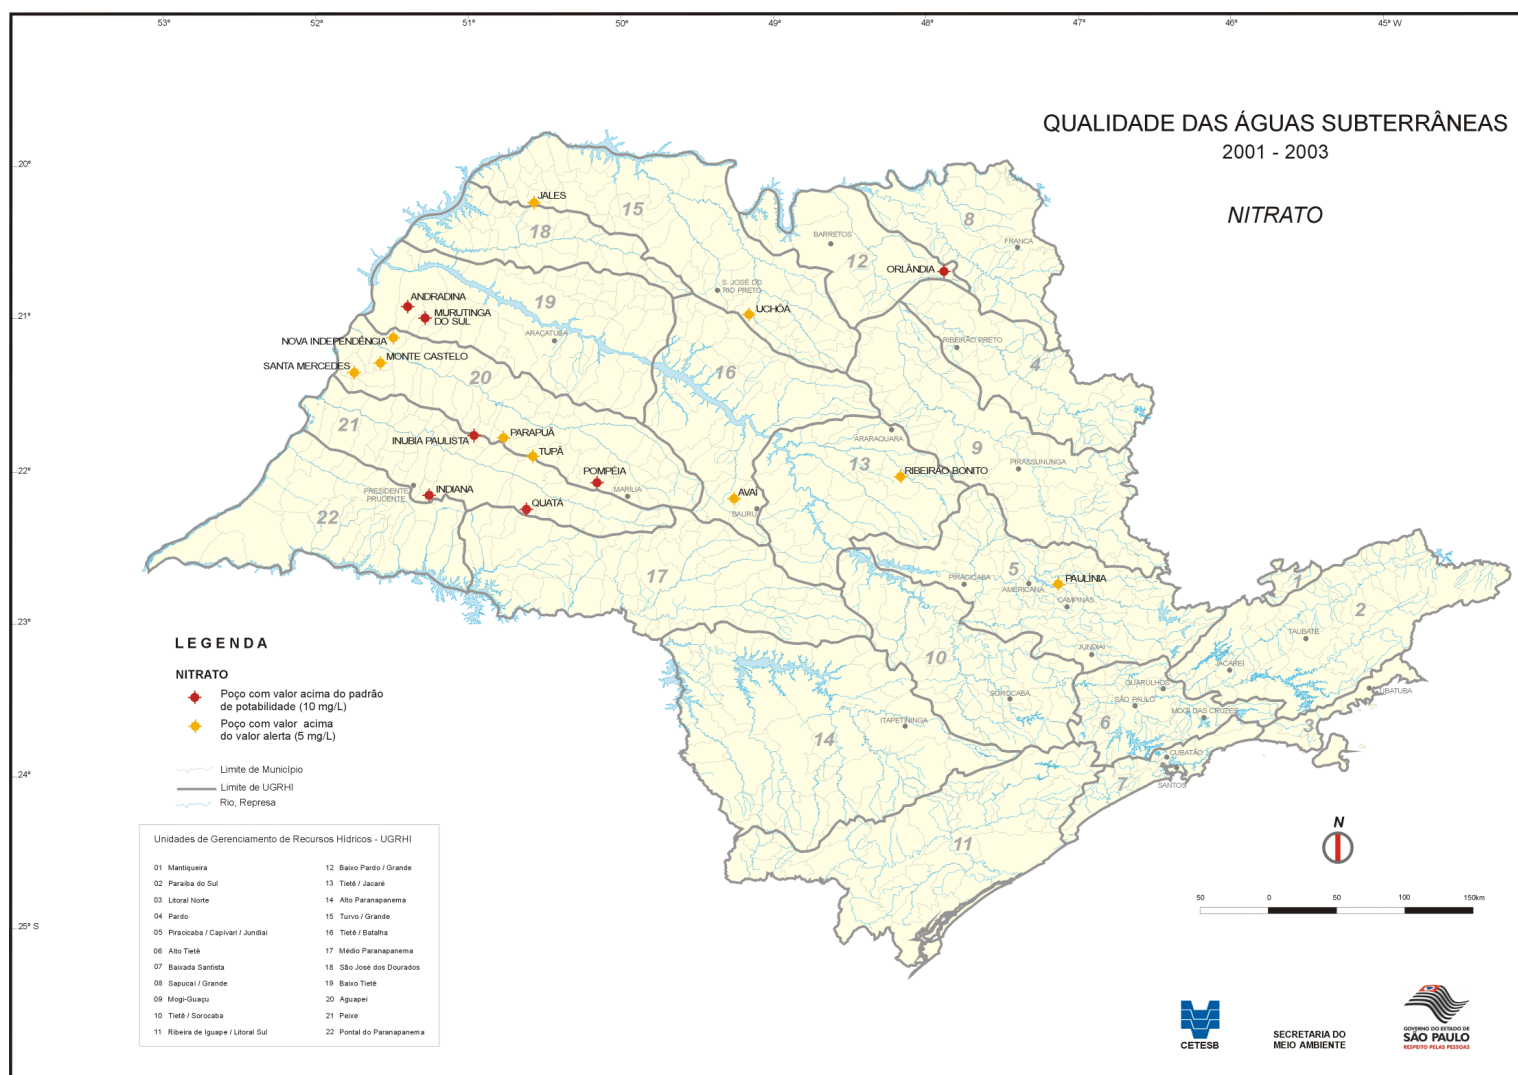 53°
52°
51°
50°
49°
48°
47°
46°
45° W
QUALIDADE DAS ÁGUAS SUBTERRÂNEAS
2001 - 2003
NITRATO
20°
21°
22°
23°
24°
25° S
JALES
15
18
8
FRANCA
BARRETOS
12
ORLÂNDIA
19
S. JOSÉ DO
RIO PRETO
UCHÔA
ANDRADINA
MURUTINGA
DO SUL
ARAÇATUBA
NOVA INDEPENDÊNCIA
MONTE CASTELO
SANTA MERCEDES
20
16
RIBEIRÃO PRETO
4
21
INUBIA PAULISTA
PARAPUÃ
TUPÃ
POMPÉIA
MARÍLIA
ARARAQUARA
13
RIBEIRÃO BONITO
9
PIRASSUNUNGA
PRESIDENTE
PRUDENTE
INDIANA
QUATÁ
AVAÍ
BAURU
22
17
5
PIRACICABA
AMERICANA
PAULÍNIA
CAMPINAS
1
2
TAUBATÉ
JUNDIAÍ
JACAREÍ
10
SOROCABA
GUARULHOS
SÃO PAULO
MOGI DAS CRUZES
6
UBATUBA
3
14
ITAPETININGA
CUBATÃO
SANTOS
7
11
LEGENDA
NITRATO
Poço com valor acima do padrão
de potabilidade (10 mg/L)
Poço com valor acima
do valor alerta (5 mg/L)
Limite de Município
Limite de UGRHI
Rio, Represa
Unidades de Gerenciamento de Recursos Hídricos - UGRHI
01 Mantiqueira
02 Paraíba do Sul
03 Litoral Norte
04 Pardo
05 Piracicaba / Capivari / Jundiaí
06 Alto Tietê
07 Baixada Santista
08 Sapucaí / Grande
09 Mogi-Guaçu
10 Tietê / Sorocaba
11 Ribeira de Iguape / Litoral Sul
12 Baixo Pardo / Grande
13 Tietê / Jacaré
14 Alto Paranapanema
15 Turvo / Grande
16 Tietê / Batalha
17 Médio Paranapanema
18 São José dos Dourados
19 Baixo Tietê
20 Aguapeí
21 Peixe
22 Pontal do Paranapanema
N
50
0
50
100
150km
CETESB
SECRETARIA DO
MEIO AMBIENTE
GOVERNO DO ESTADO DE
SÃO PAULO
RESPEITO PELAS PESSOAS